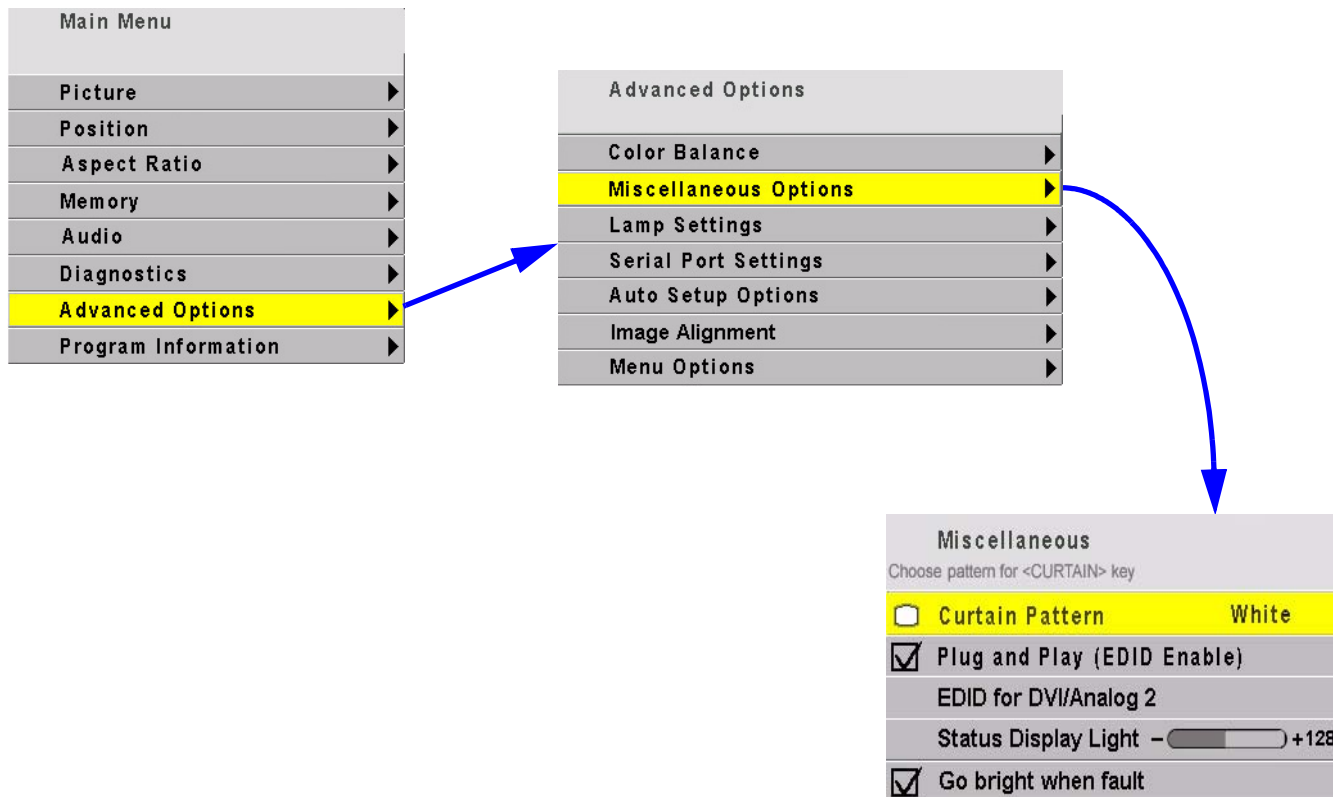 Main Menu
Picture
Position
Aspect Ratio
Memory
Audio
Diagnostics
Advanced Options
Program Information
Advanced Options
Color Balance
Miscellaneous Options
Lamp Settings
Serial Port Settings
Auto Setup Options
Image Alignment
Menu Options
Miscellaneous
Choose pattern for <CURTAIN> key
Curtain Pattern White
Plug and Play (EDID Enable)
EDID for DVI/Analog 2
Status Display Light - +128
Go bright when fault